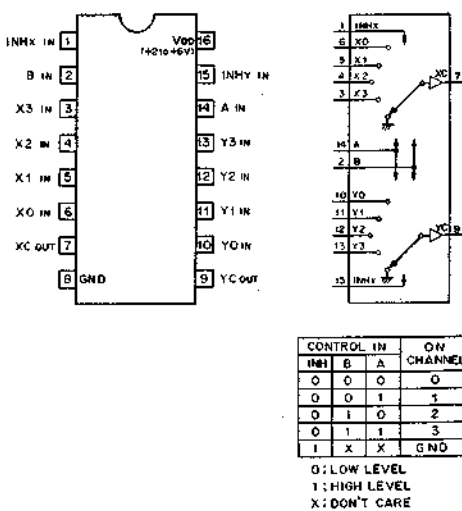 INHX IN 1
B IN 2
X3 IN 3
X2 IN 4
X1 IN 5
X0 IN 6
XC OUT 7
8 GND
VDD 16
(+2 to +6V)
15 INHY IN
14 A IN
13 Y3 IN
12 Y2 IN
11 Y1 IN
10 Y0 IN
9 YC OUT
1 INHX
6 X0
5 X1
4 X2
3 X3
XC 7
14 A
2 B
10 Y0
11 Y1
12 Y2
13 Y3
YC 9
15 INHX
CONTROL IN ON CHANNEL
INH B A
0 0 0 0
0 0 1 1
0 1 0 2
0 1 1 3
1 X X GND
0 ; LOW LEVEL
1 ; HIGH LEVEL
X ; DON'T CARE